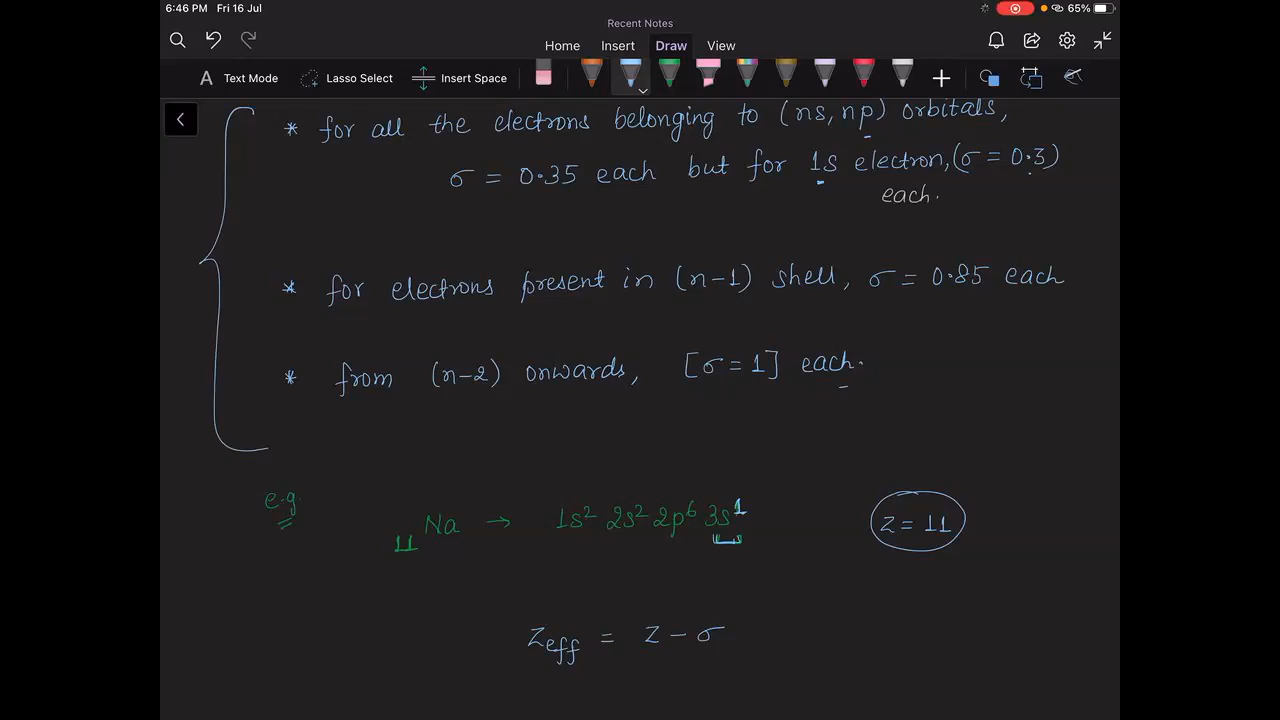 6:46 PM Fri 16 Jul
65%
Recent Notes
Home Insert Draw View
A Text Mode Lasso Select Insert Space
* for all the electrons belonging to (ns, np) orbitals,
σ = 0.35 each but for 1s electron, (σ = 0.3)
each.
* for electrons present in (n-1) shell, σ = 0.85 each
* from (n-2) onwards, [σ = 1] each.
e.g.
₁₁Na → 1s² 2s² 2p⁶ 3s¹ z = 11
Zeff = Z - σ